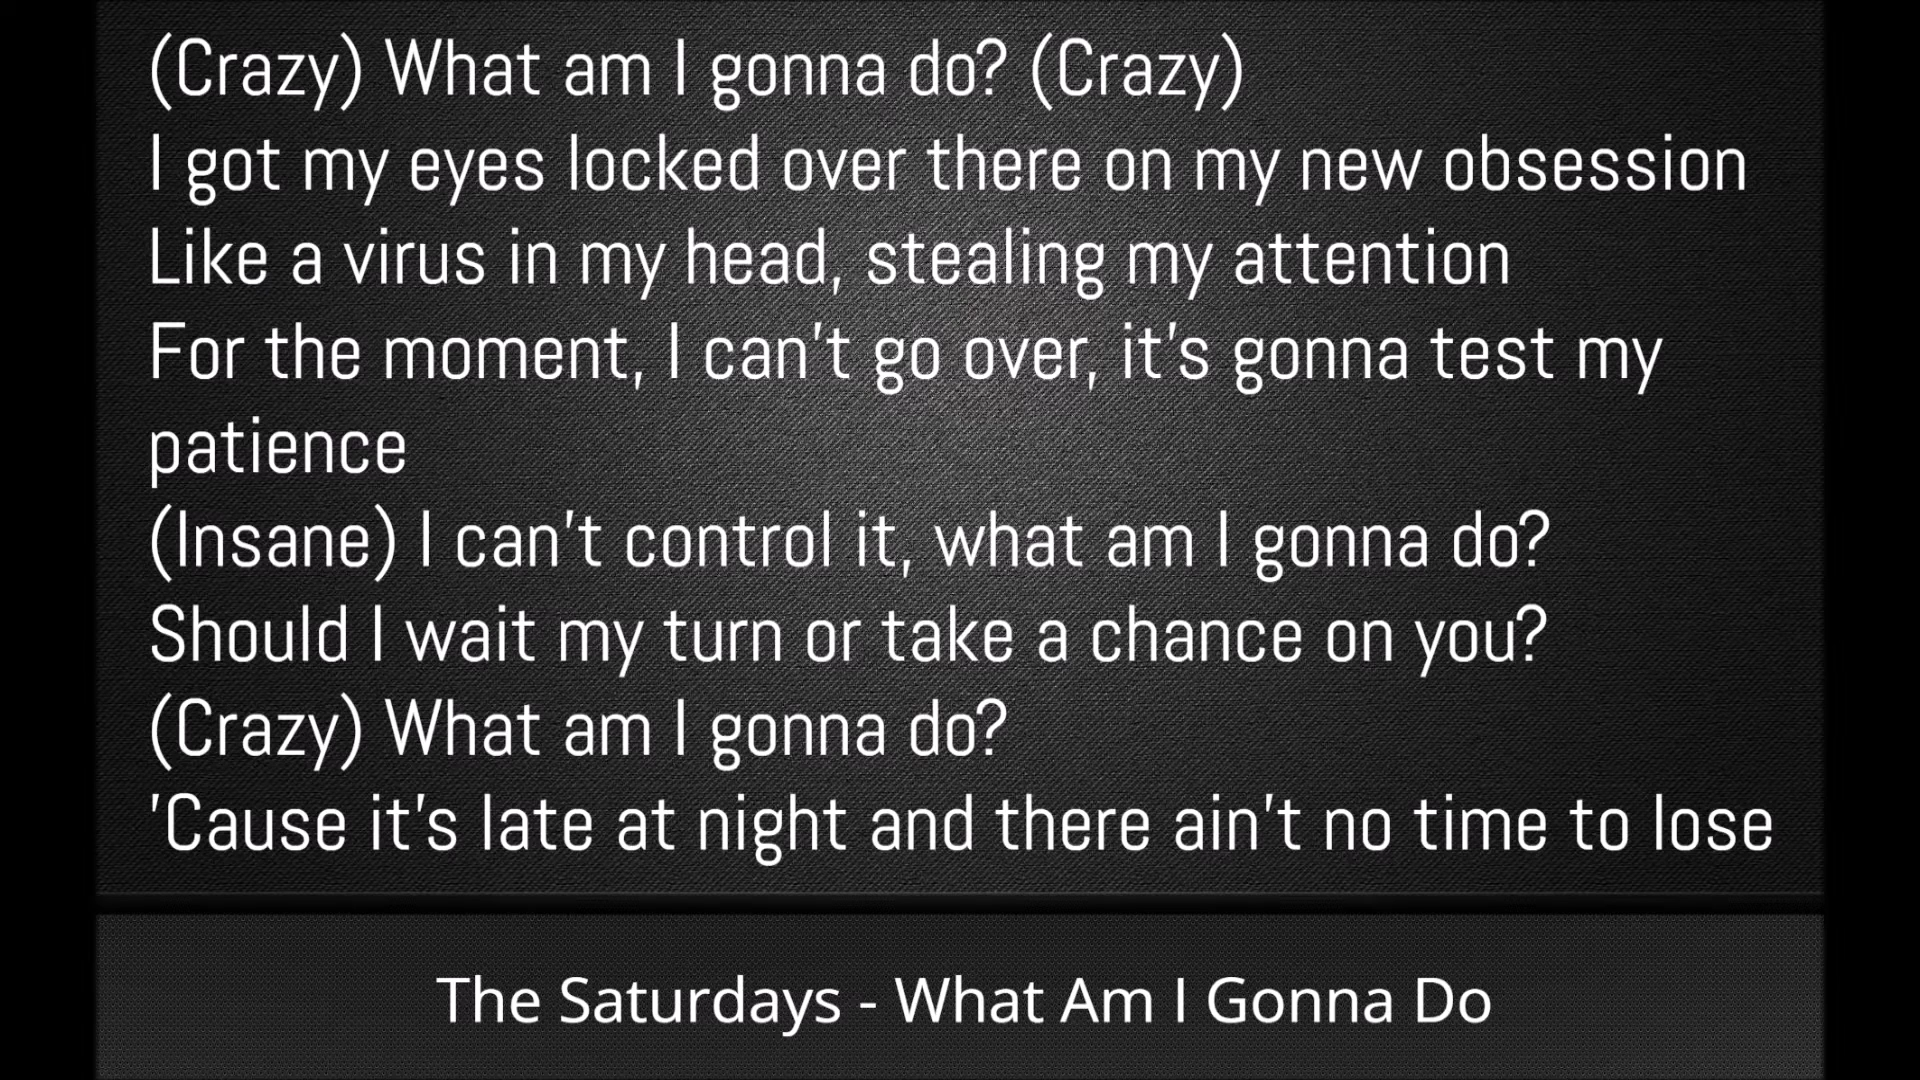 (Crazy) What am I gonna do? (Crazy)
I got my eyes locked over there on my new obsession
Like a virus in my head, stealing my attention
For the moment, I can't go over, it's gonna test my
patience
(Insane) I can't control it, what am I gonna do?
Should I wait my turn or take a chance on you?
(Crazy) What am I gonna do?
'Cause it's late at night and there ain't no time to lose
The Saturdays - What Am I Gonna Do